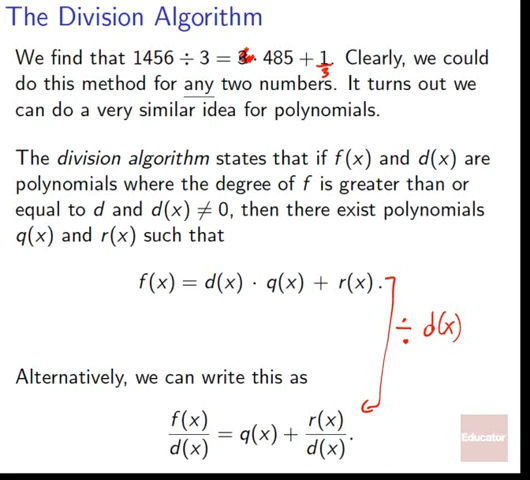 The Division Algorithm
We find that 1456 ÷ 3 = 3 · 485 + 1/3. Clearly, we could
do this method for any two numbers. It turns out we
can do a very similar idea for polynomials.
The division algorithm states that if f(x) and d(x) are
polynomials where the degree of f is greater than or
equal to d and d(x) ≠ 0, then there exist polynomials
q(x) and r(x) such that
f(x) = d(x) · q(x) + r(x).
÷ d(x)
Alternatively, we can write this as
f(x)/d(x) = q(x) + r(x)/d(x).
Educator